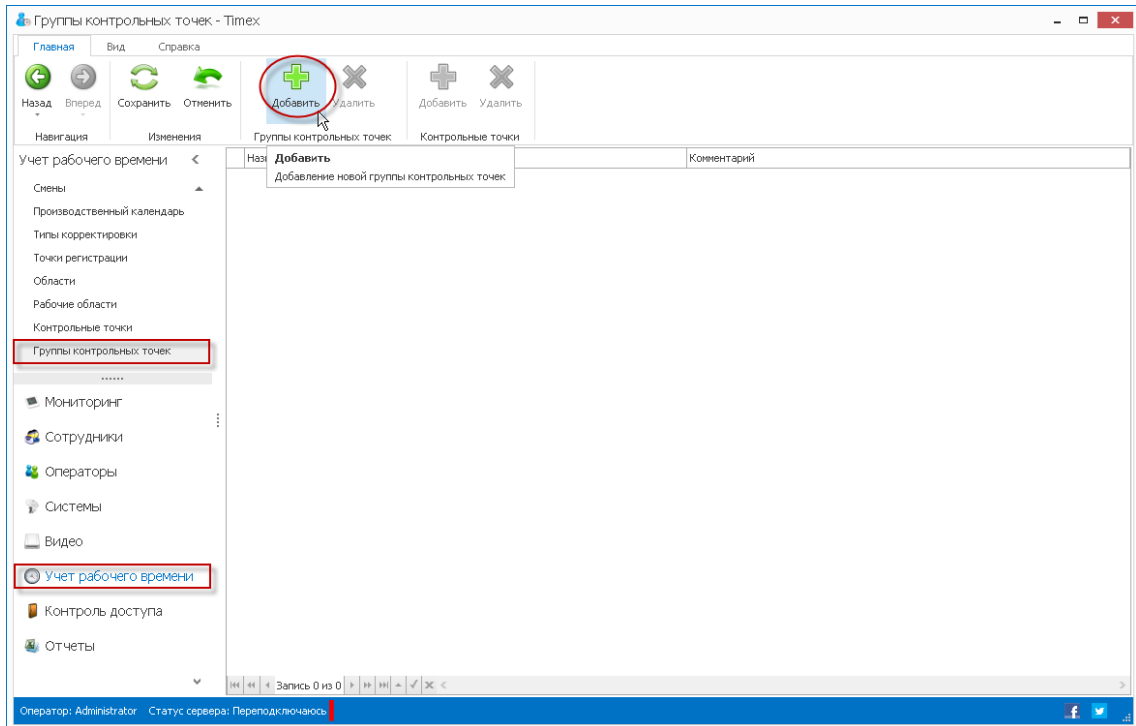 Группы контрольных точек - Timex
Главная Вид Справка
Назад Вперед Сохранить Отменить Добавить Удалить Добавить Удалить
Навигация Изменения Группы контрольных точек Контрольные точки
Учет рабочего времени
Комментарий
Добавить
Добавление новой группы контрольных точек
Смены
Производственный календарь
Типы корректировки
Точки регистрации
Области
Рабочие области
Контрольные точки
Группы контрольных точек
Мониторинг
Сотрудники
Операторы
Системы
Видео
Учет рабочего времени
Контроль доступа
Отчеты
Запись 0 из 0
Оператор: Administrator Статус сервера: Переподключаюсь